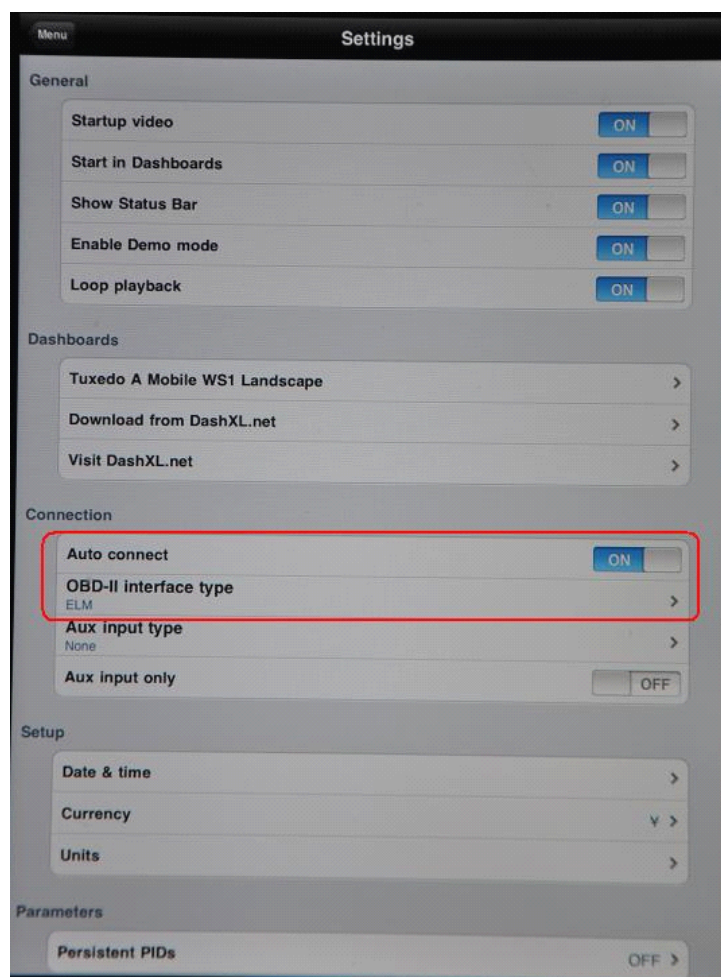 Menu
Settings
General
Startup video ON
Start in Dashboards ON
Show Status Bar ON
Enable Demo mode ON
Loop playback ON
Dashboards
Tuxedo A Mobile WS1 Landscape
Download from DashXL.net
Visit DashXL.net
Connection
Auto connect ON
OBD-II interface type
ELM
Aux input type
None
Aux input only OFF
Setup
Date & time
Currency ¥
Units
Parameters
Persistent PIDs OFF